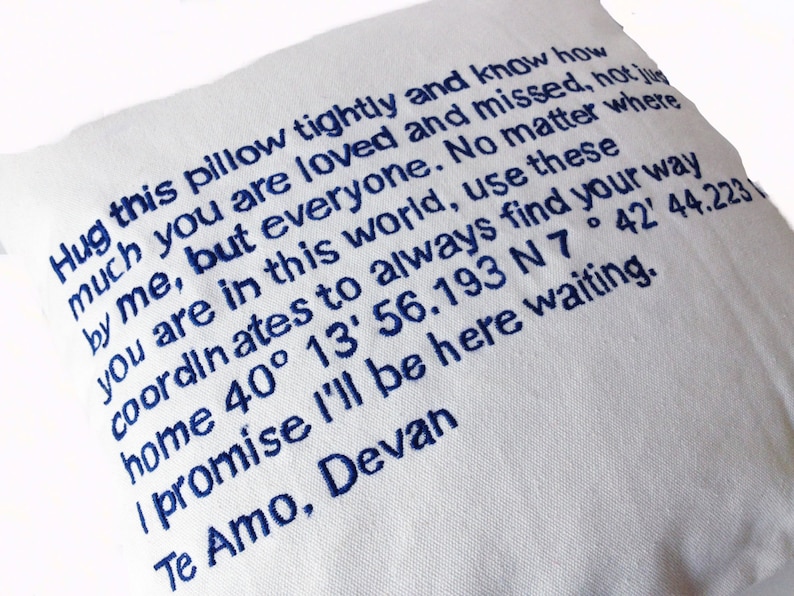 Hug this pillow tightly and know how
much you are loved and missed, not just
by me, but everyone. No matter where
you are in this world, use these
coordinates to always find your way
home 40° 13' 56.193 N 7 ° 42' 44.223
I promise I'll be here waiting.
Te Amo, Devan